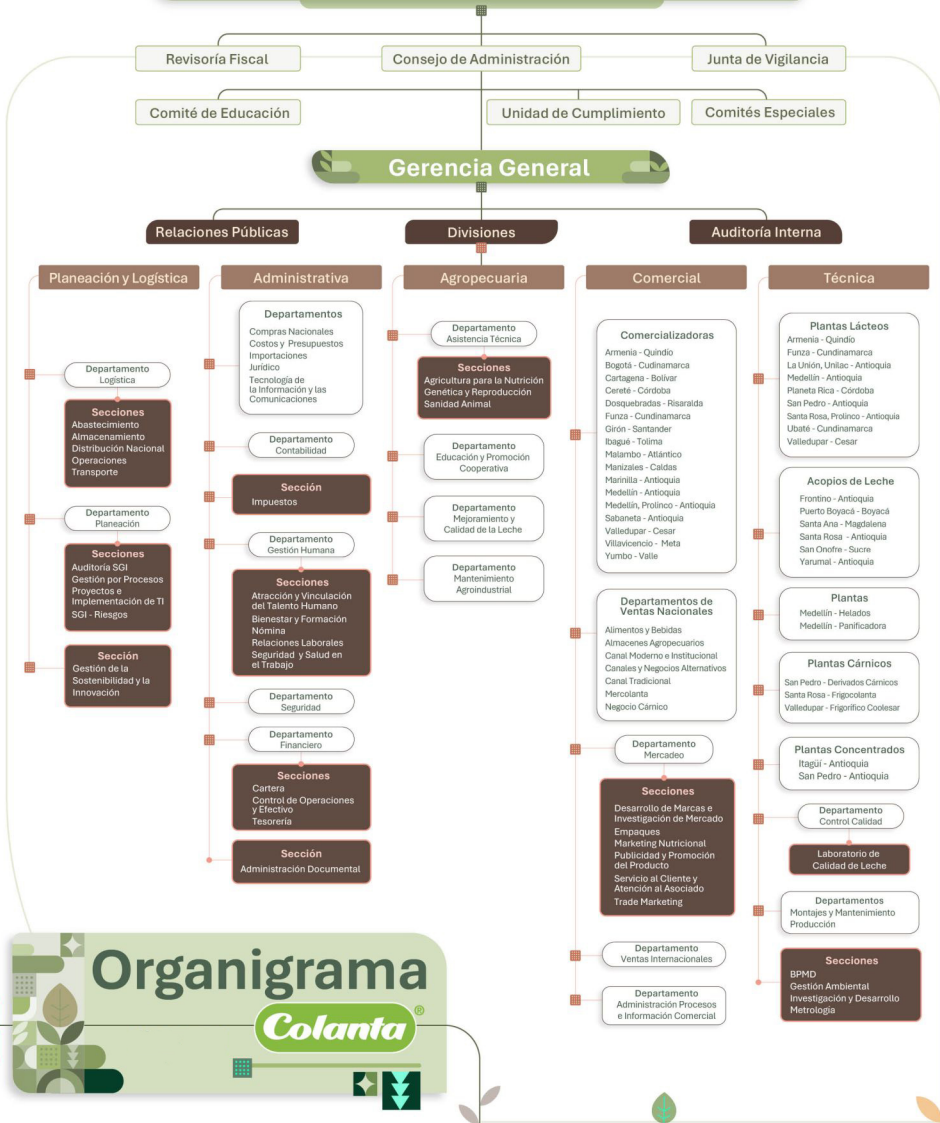 Revisoría Fiscal
Consejo de Administración
Junta de Vigilancia
Comité de Educación
Unidad de Cumplimiento
Comités Especiales
Gerencia General
Relaciones Públicas
Divisiones
Auditoría Interna
Planeación y Logística
Departamento
Logística
Secciones
Abastecimiento
Almacenamiento
Distribución Nacional
Operaciones
Transporte
Departamento
Planeación
Secciones
Auditoría SGI
Gestión por Procesos
Proyectos e
Implementación de TI
SGI - Riesgos
Sección
Gestión de la
Sostenibilidad y la
Innovación
Administrativa
Departamentos
Compras Nacionales
Costos y Presupuestos
Importaciones
Jurídico
Tecnología de
la Información y las
Comunicaciones
Departamento
Contabilidad
Sección
Impuestos
Departamento
Gestión Humana
Secciones
Atracción y Vinculación
del Talento Humano
Bienestar y Formación
Nómina
Relaciones Laborales
Seguridad y Salud en
el Trabajo
Departamento
Seguridad
Departamento
Financiero
Secciones
Cartera
Control de Operaciones
y Efectivo
Tesorería
Sección
Administración Documental
Agropecuaria
Departamento
Asistencia Técnica
Secciones
Agricultura para la Nutrición
Genética y Reproducción
Sanidad Animal
Departamento
Educación y Promoción
Cooperativa
Departamento
Mejoramiento y
Calidad de la Leche
Departamento
Mantenimiento
Agroindustrial
Comercial
Comercializadoras
Armenia - Quindío
Bogotá - Cudinamarca
Cartagena - Bolívar
Cereté - Córdoba
Dosquebradas - Risaralda
Funza - Cundinamarca
Girón - Santander
Ibagué - Tolima
Malambo - Atlántico
Manizales - Caldas
Marinilla - Antioquia
Medellín - Antioquia
Medellín, Prolinco - Antioquia
Sabaneta - Antioquia
Valledupar - Cesar
Villavicencio - Meta
Yumbo - Valle
Departamentos de
Ventas Nacionales
Alimentos y Bebidas
Almacenes Agropecuarios
Canal Moderno e Institucional
Canales y Negocios Alternativos
Canal Tradicional
Mercolanta
Negocio Cárnico
Departamento
Mercadeo
Secciones
Desarrollo de Marcas e
Investigación de Mercado
Empaques
Marketing Nutricional
Publicidad y Promoción
del Producto
Servicio al Cliente y
Atención al Asociado
Trade Marketing
Departamento
Ventas Internacionales
Departamento
Administración Procesos
e Información Comercial
Técnica
Plantas Lácteos
Armenia - Quindío
Funza - Cundinamarca
La Unión, Unilac - Antioquia
Medellín - Antioquia
Planeta Rica - Córdoba
San Pedro - Antioquia
Santa Rosa, Prolinco - Antioquia
Ubaté - Cundinamarca
Valledupar - Cesar
Acopios de Leche
Frontino - Antioquia
Puerto Boyacá - Boyacá
Santa Ana - Magdalena
Santa Rosa - Antioquia
San Onofre - Sucre
Yarumal - Antioquia
Plantas
Medellín - Helados
Medellín - Panificadora
Plantas Cárnicos
San Pedro - Derivados Cárnicos
Santa Rosa - Frigocolanta
Valledupar - Frigorífico Coolesar
Plantas Concentrados
Itagüí - Antioquia
San Pedro - Antioquia
Departamento
Control Calidad
Laboratorio de
Calidad de Leche
Departamentos
Montajes y Mantenimiento
Producción
Secciones
BPMD
Gestión Ambiental
Investigación y Desarrollo
Metrología
Organigrama
Colanta®